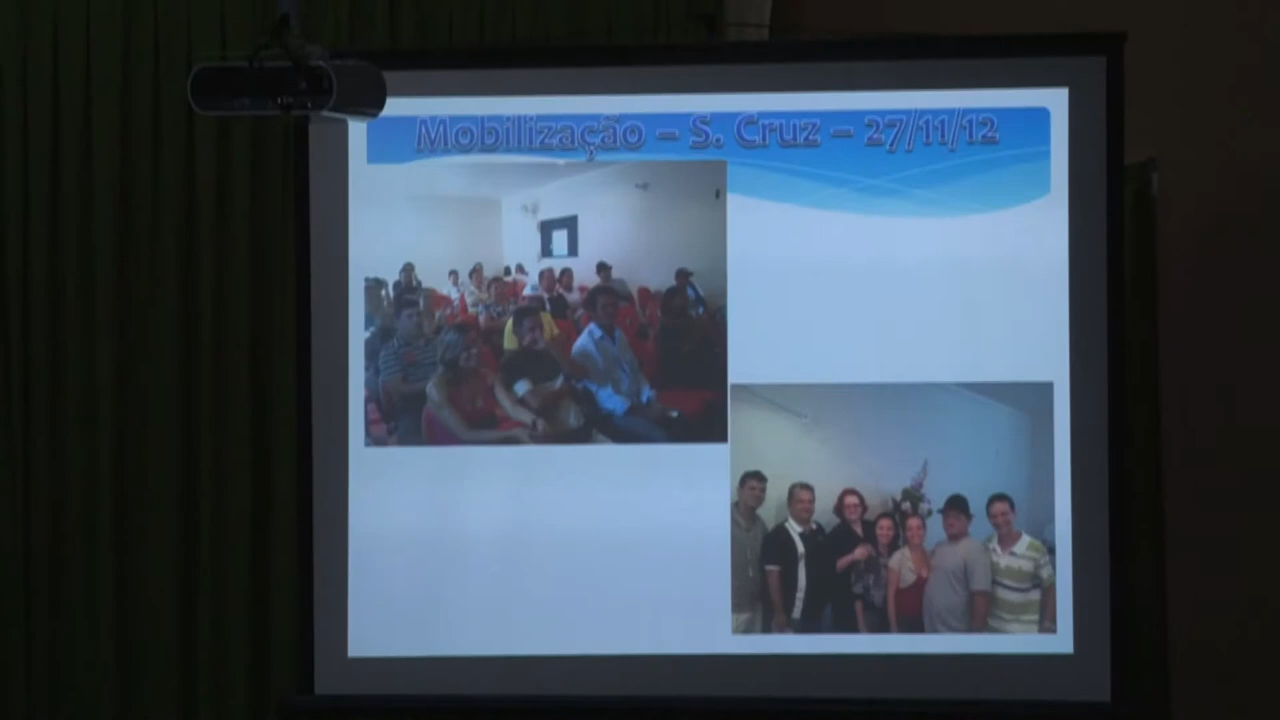 Mobilização – S. Cruz – 27/11/12